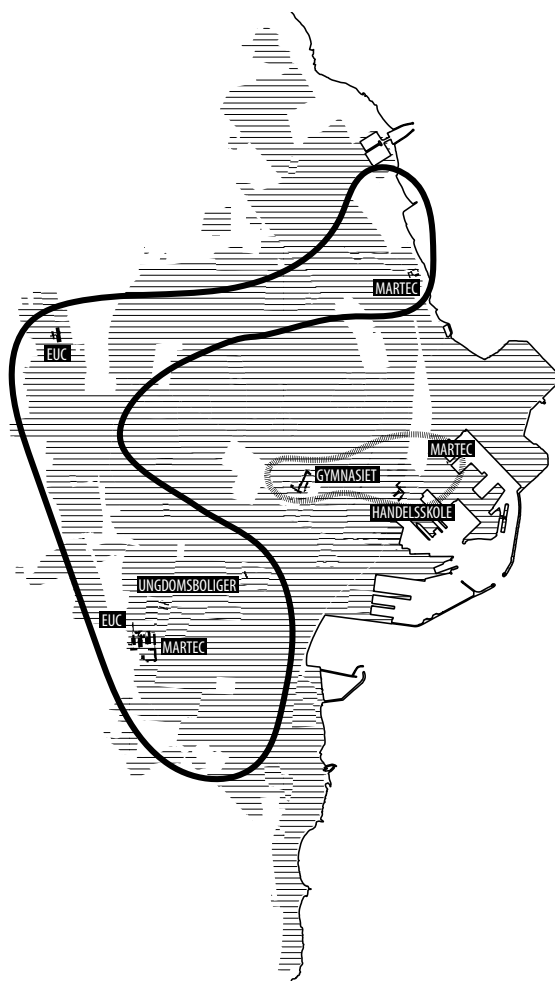 MARTEC
EUC
MARTEC
GYMNASIET
HANDELSSKOLE
UNGDOMSBOLIGER
EUC
MARTEC